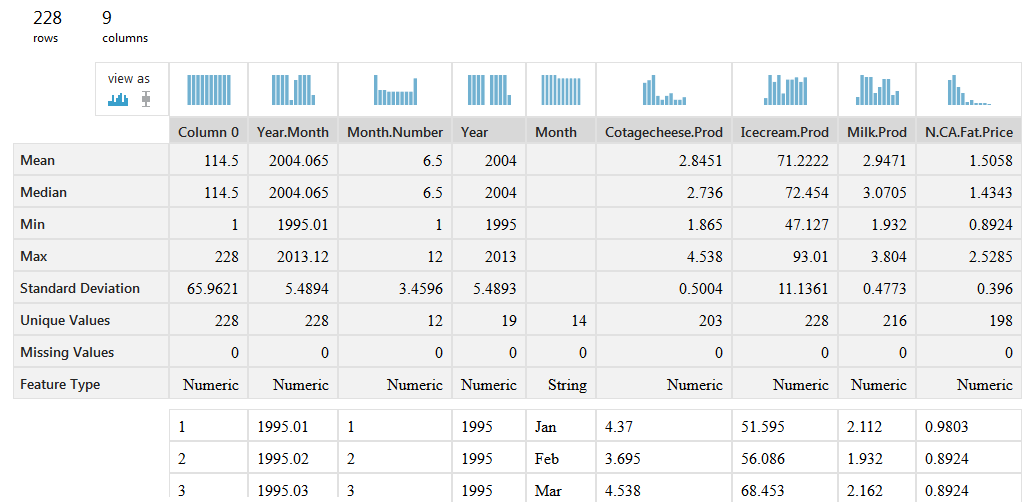 228 9
rows columns
view as
Column 0 Year.Month Month.Number Year Month Cotagecheese.Prod Icecream.Prod Milk.Prod N.CA.Fat.Price
Mean 114.5 2004.065 6.5 2004 2.8451 71.2222 2.9471 1.5058
Median 114.5 2004.065 6.5 2004 2.736 72.454 3.0705 1.4343
Min 1 1995.01 1 1995 1.865 47.127 1.932 0.8924
Max 228 2013.12 12 2013 4.538 93.01 3.804 2.5285
Standard Deviation 65.9621 5.4894 3.4596 5.4893 0.5004 11.1361 0.4773 0.396
Unique Values 228 228 12 19 14 203 228 216 198
Missing Values 0 0 0 0 0 0 0 0 0
Feature Type Numeric Numeric Numeric Numeric String Numeric Numeric Numeric Numeric
1 1995.01 1 1995 Jan 4.37 51.595 2.112 0.9803
2 1995.02 2 1995 Feb 3.695 56.086 1.932 0.8924
3 1995.03 3 1995 Mar 4.538 68.453 2.162 0.8924